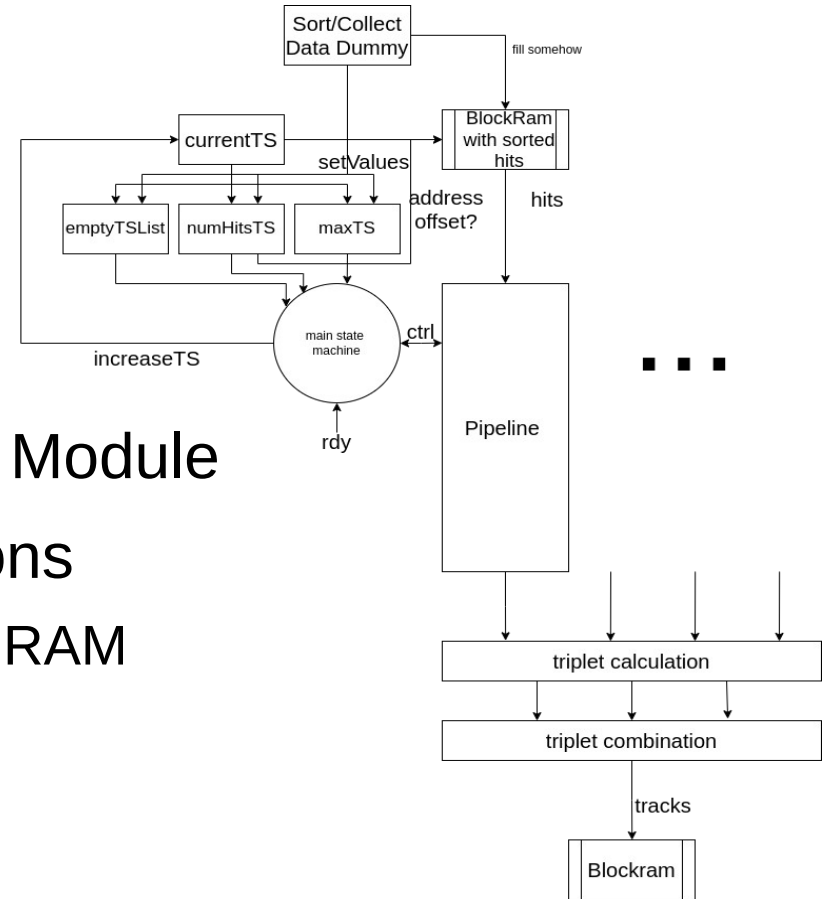 Sort/Collect
Data Dummy
fill somehow
currentTS
BlockRam
with sorted
hits
setValues
address
offset?
hits
emptyTSList
numHitsTS
maxTS
main state
machine
ctrl
increaseTS
rdy
Pipeline
...
Module
ons
RAM
triplet calculation
triplet combination
tracks
Blockram